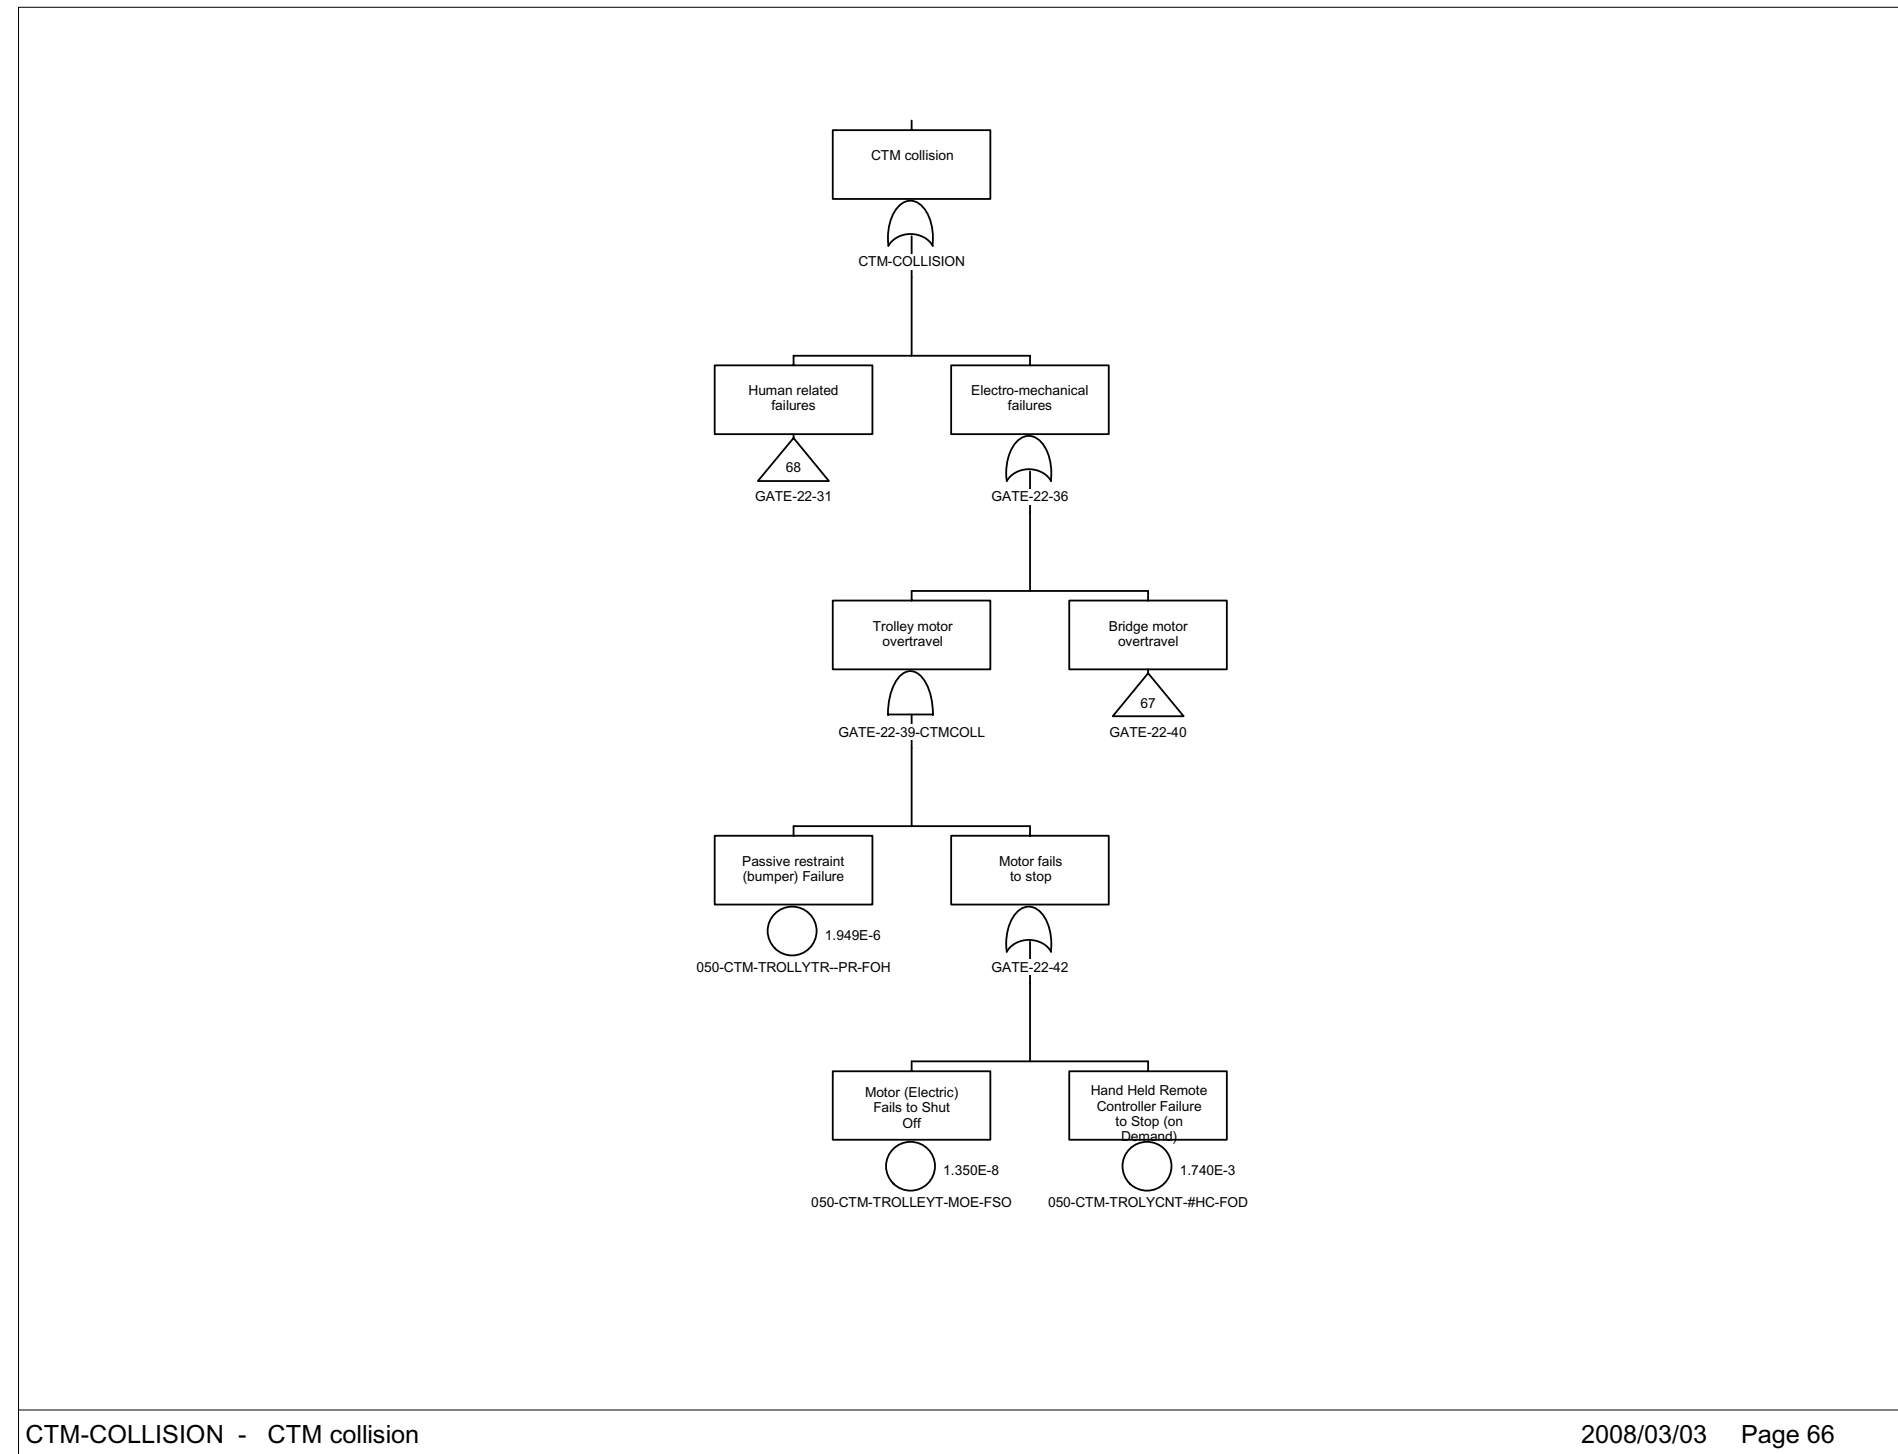 CTM collision
CTM-COLLISION
Human related
failures
68
GATE-22-31
Electro-mechanical
failures
GATE-22-36
Trolley motor
overtravel
GATE-22-39-CTMCOLL
Bridge motor
overtravel
67
GATE-22-40
Passive restraint
(bumper) Failure
1.949E-6
050-CTM-TROLLYTR--PR-FOH
Motor fails
to stop
GATE-22-42
Motor (Electric)
Fails to Shut
Off
1.350E-8
050-CTM-TROLLEYT-MOE-FSO
Hand Held Remote
Controller Failure
to Stop (on
Demand)
1.740E-3
050-CTM-TROLYCNT-#HC-FOD
CTM-COLLISION - CTM collision
2008/03/03 Page 66